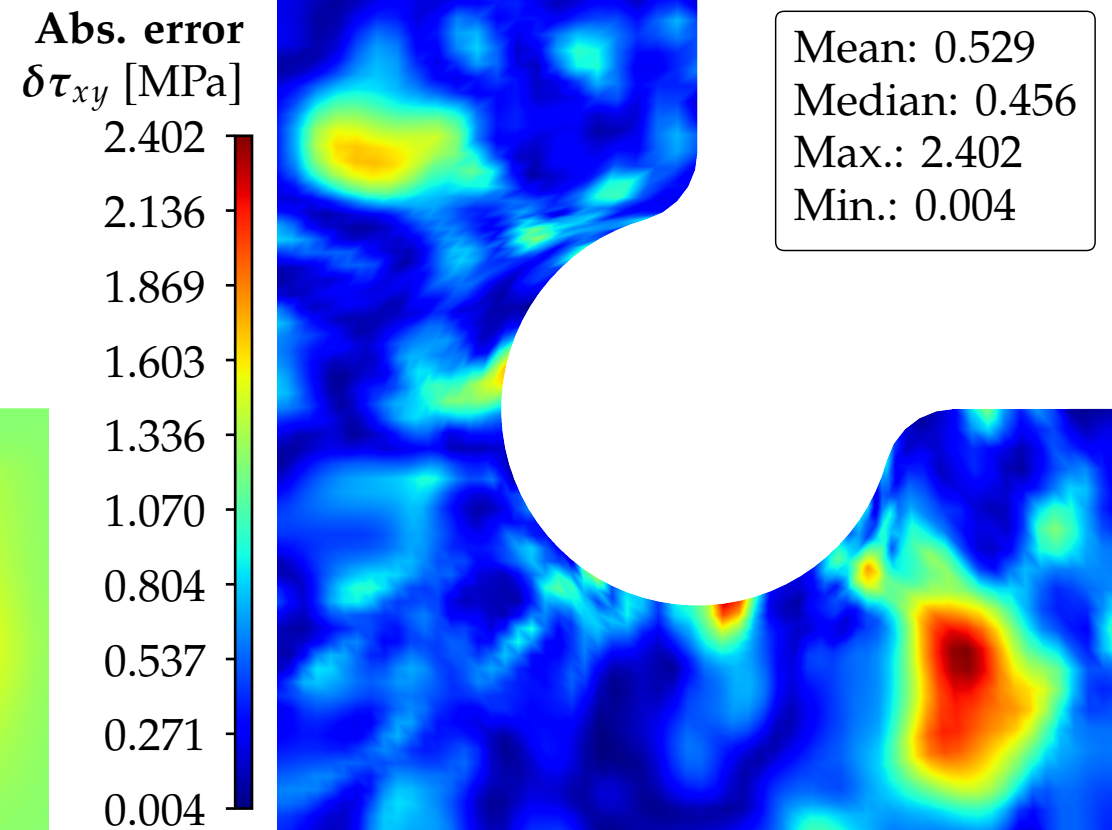 Abs. error
δτxy [MPa]
2.402
2.136
1.869
1.603
1.336
1.070
0.804
0.537
0.271
0.004
Mean: 0.529
Median: 0.456
Max.: 2.402
Min.: 0.004